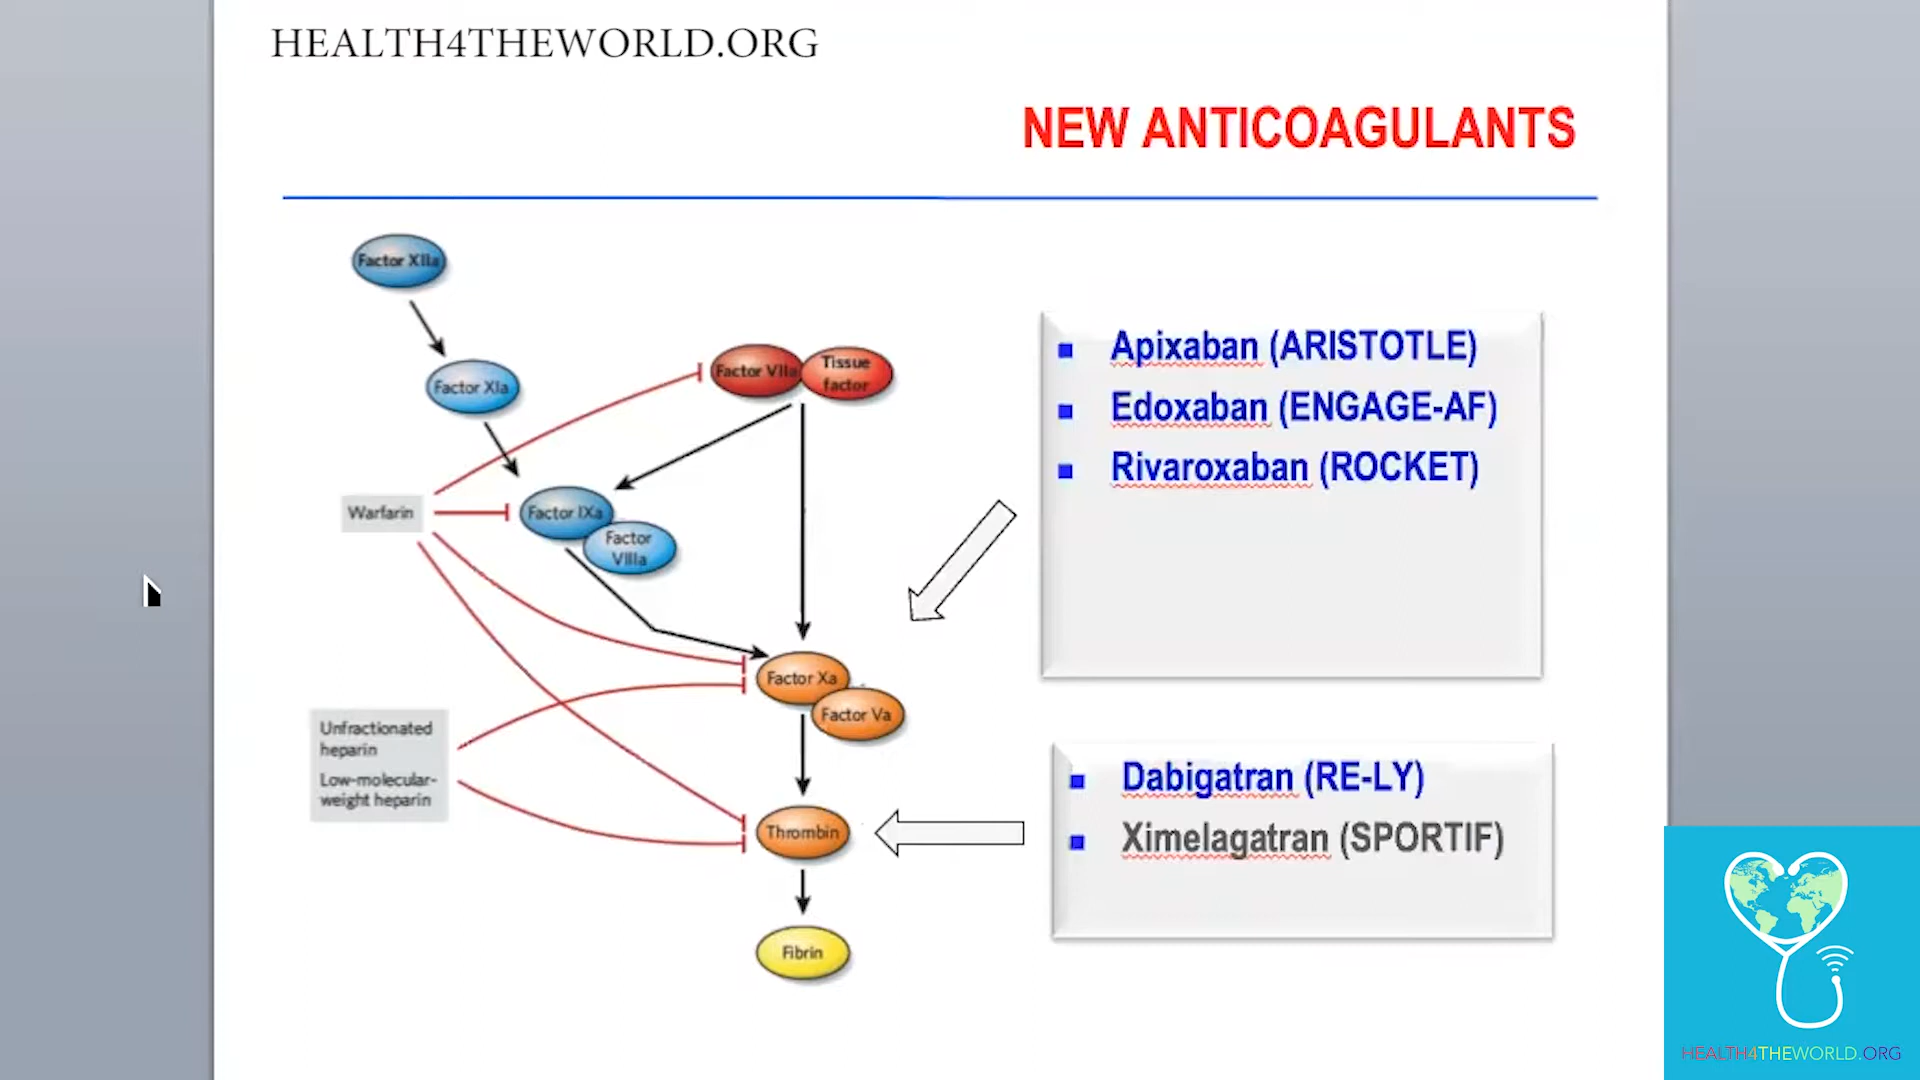 HEALTH4THEWORLD.ORG
NEW ANTICOAGULANTS
Factor XIIa
Factor XIa
Factor VIIa
Tissue
factor
Warfarin
Factor IXa
Factor
VIIIa
Factor Xa
Factor Va
Unfractionated
heparin
Low-molecular-
weight heparin
Thrombin
Fibrin
Apixaban (ARISTOTLE)
Edoxaban (ENGAGE-AF)
Rivaroxaban (ROCKET)
Dabigatran (RE-LY)
Ximelagatran (SPORTIF)
HEALTH4THEWORLD.ORG